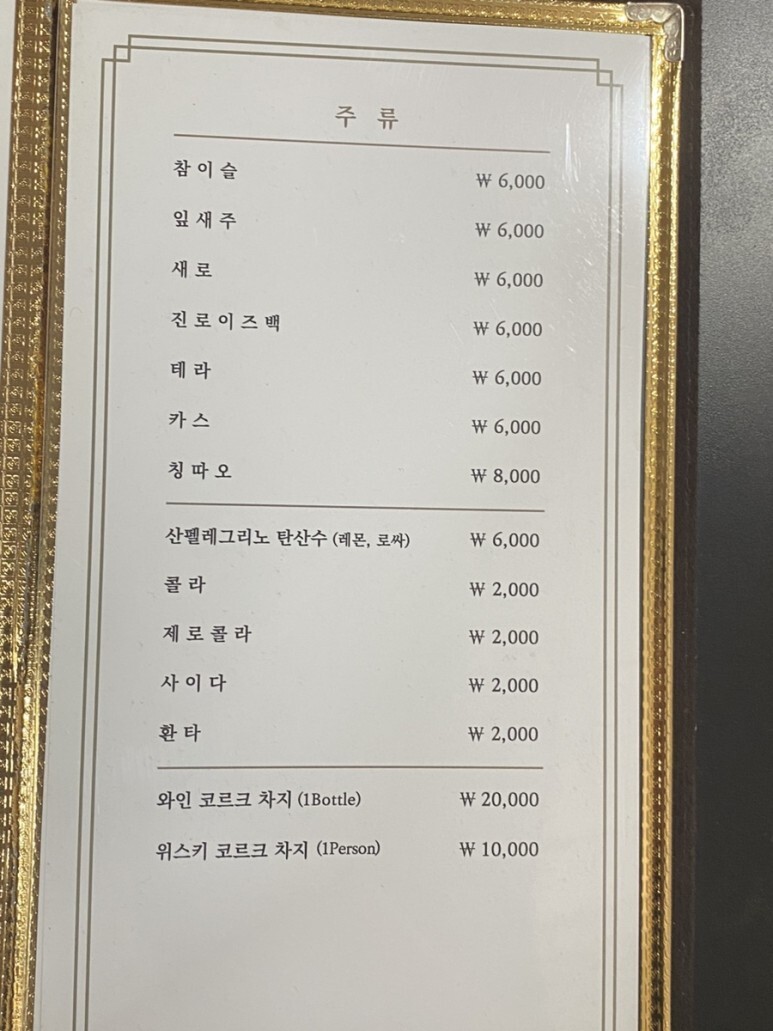 주 류
참이슬 ₩ 6,000
잎새주 ₩ 6,000
새로 ₩ 6,000
진로이즈백 ₩ 6,000
테라 ₩ 6,000
카스 ₩ 6,000
칭따오 ₩ 8,000
산펠레그리노 탄산수 (레몬, 로싸) ₩ 6,000
콜라 ₩ 2,000
제로콜라 ₩ 2,000
사이다 ₩ 2,000
환타 ₩ 2,000
와인 코르크 차지 (1Bottle) ₩ 20,000
위스키 코르크 차지 (1Person) ₩ 10,000